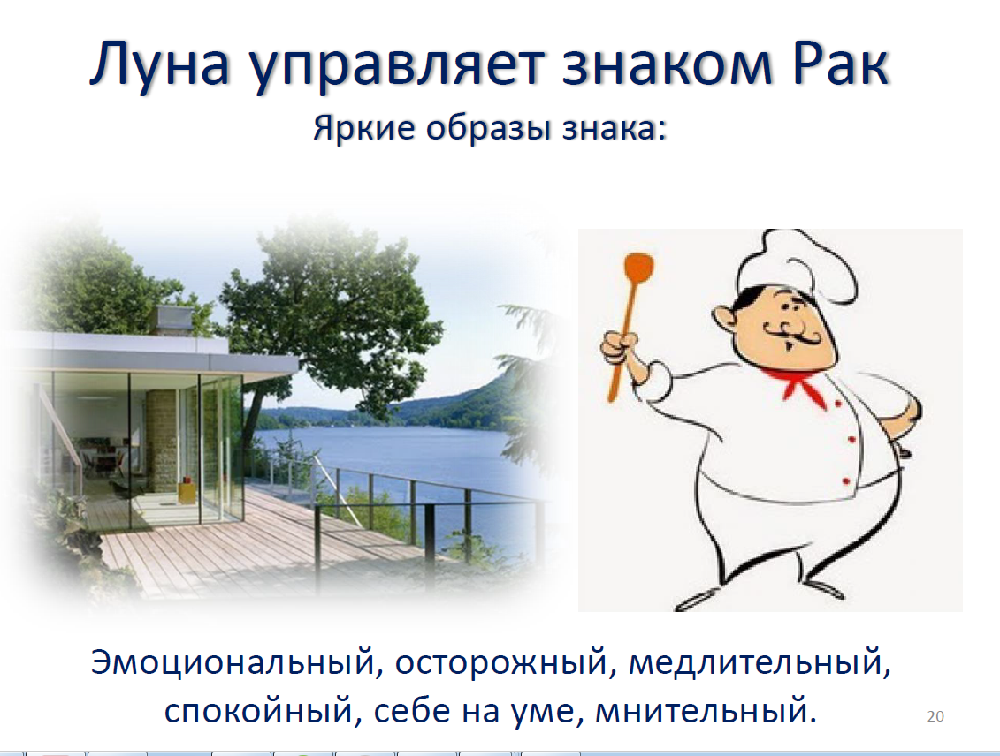 Луна управляет знаком Рак
Яркие образы знака:
Эмоциональный, осторожный, медлительный,
спокойный, себе на уме, мнительный.
20